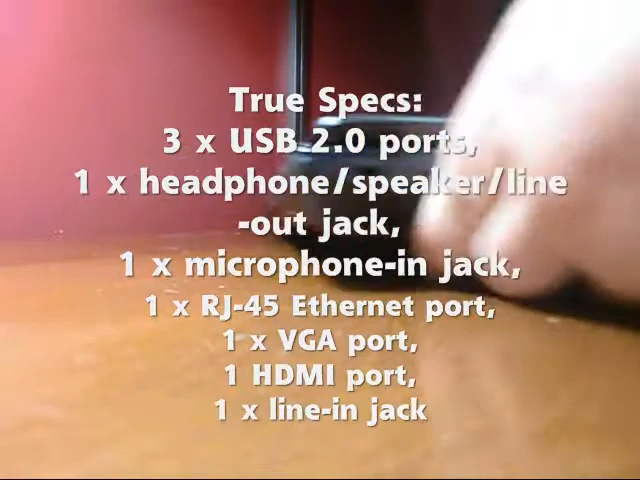 True Specs:
3 x USB 2.0 ports,
1 x headphone/speaker/line
-out jack,
1 x microphone-in jack,
1 x RJ-45 Ethernet port,
1 x VGA port,
1 HDMI port,
1 x line-in jack